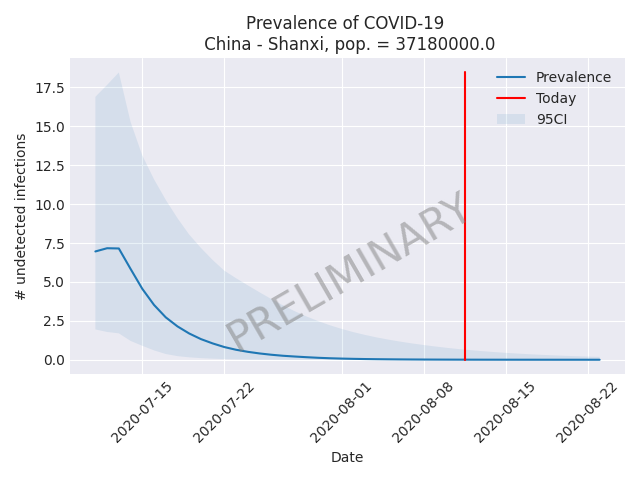 Prevalence of COVID-19
China - Shanxi, pop. = 37180000.0
Prevalence
Today
95CI
PRELIMINARY
# undetected infections
17.5
15.0
12.5
10.0
7.5
5.0
2.5
0.0
2020-07-15
2020-07-22
2020-08-01
2020-08-08
2020-08-15
2020-08-22
Date